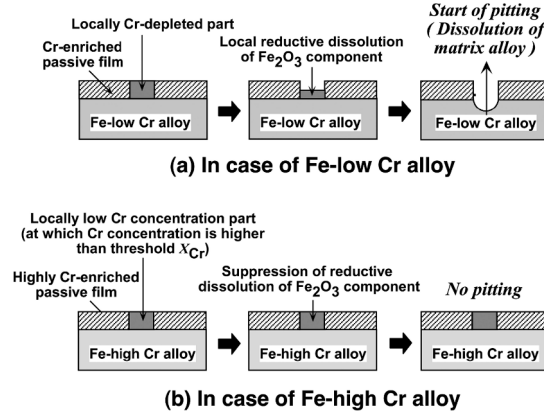 Locally Cr-depleted part
Cr-enriched
passive film
Local reductive dissolution
of Fe₂O₃ component
Start of pitting
( Dissolution of
matrix alloy )
Fe-low Cr alloy
Fe-low Cr alloy
Fe-low Cr alloy
(a) In case of Fe-low Cr alloy
Locally low Cr concentration part
(at which Cr concentration is higher
than threshold XCr)
Highly Cr-enriched
passive film
Suppression of reductive
dissolution of Fe₂O₃ component
No pitting
Fe-high Cr alloy
Fe-high Cr alloy
Fe-high Cr alloy
(b) In case of Fe-high Cr alloy